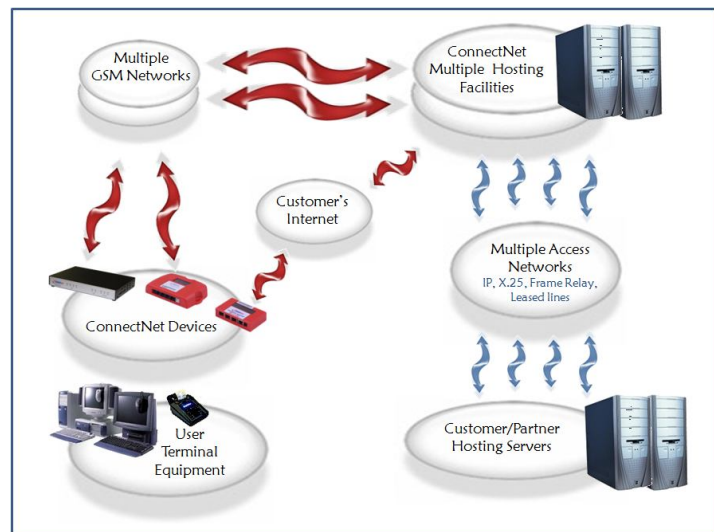 Multiple
GSM Networks
ConnectNet
Multiple Hosting
Facilities
Customer's
Internet
Multiple Access
Networks
IP, X.25, Frame Relay,
Leased lines
ConnectNet Devices
User
Terminal
Equipment
Customer/Partner
Hosting Servers